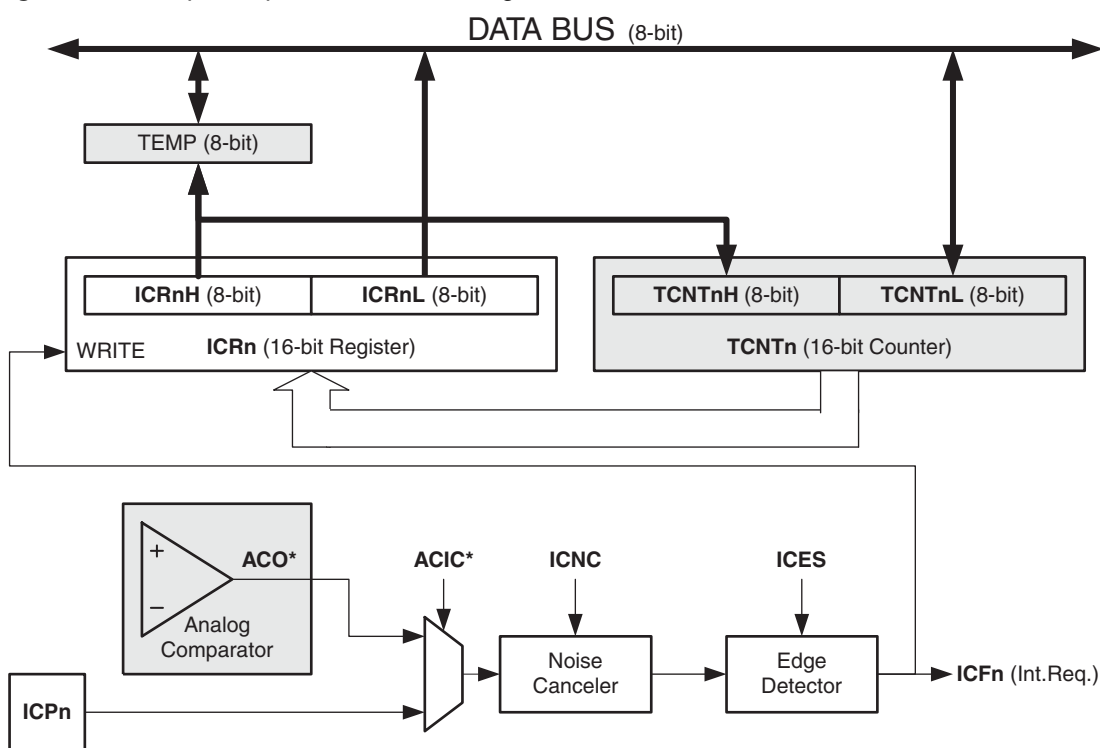 DATA BUS (8-bit)
TEMP (8-bit)
ICRnH (8-bit) ICRnL (8-bit) TCNTnH (8-bit) TCNTnL (8-bit)
WRITE ICRn (16-bit Register) TCNTn (16-bit Counter)
+ ACO* ACIC* ICNC ICES
−
Analog
Comparator
Noise
Canceler
Edge
Detector
ICFn (Int.Req.)
ICPn